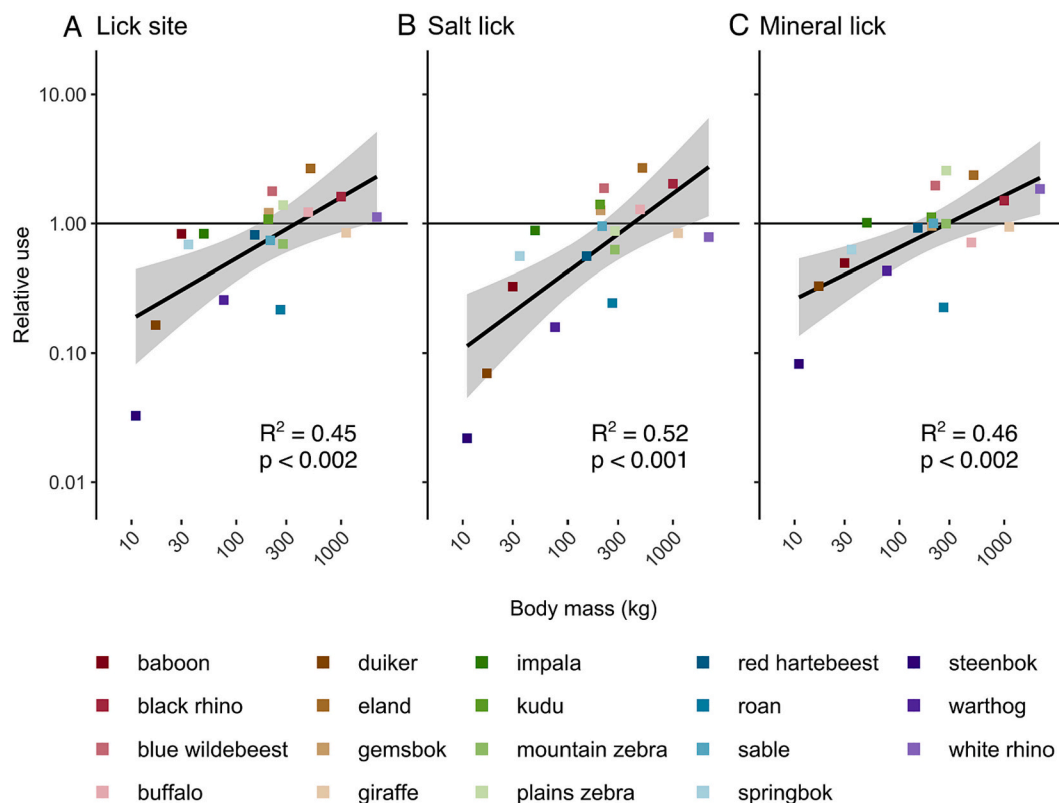 A Lick site
B Salt lick
C Mineral lick
Relative use
10.00
1.00
0.10
0.01
R² = 0.45
p < 0.002
R² = 0.52
p < 0.001
R² = 0.46
p < 0.002
10 30 100 300 1000
10 30 100 300 1000
10 30 100 300 1000
Body mass (kg)
baboon duiker impala red hartebeest steenbok
black rhino eland kudu roan warthog
blue wildebeest gemsbok mountain zebra sable white rhino
buffalo giraffe plains zebra springbok